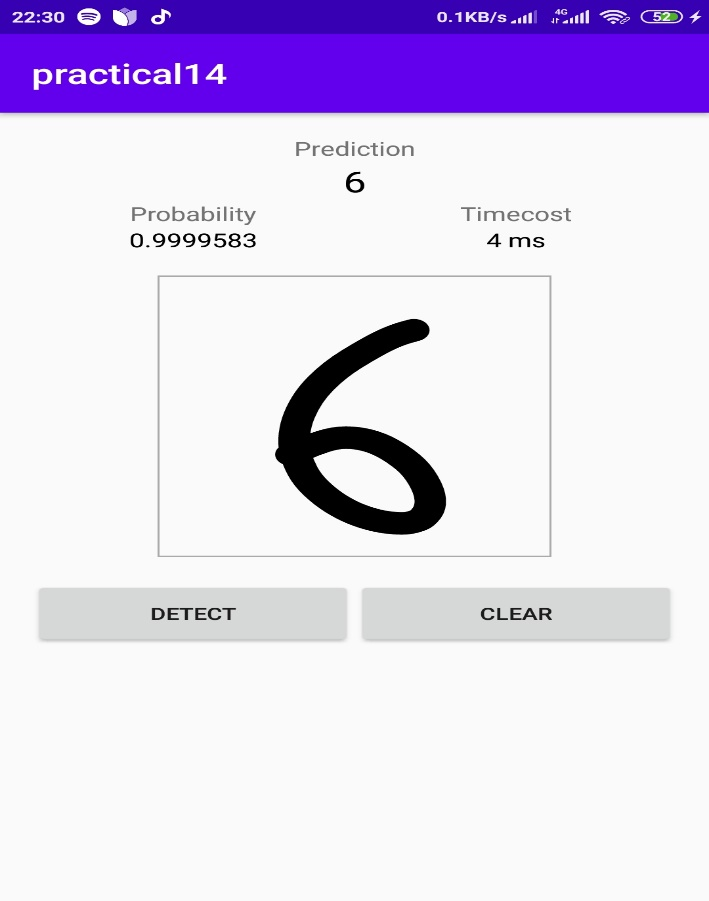 22:30 0.1KB/s 4G 52
practical14
Prediction
6
Probability Timecost
0.9999583 4 ms
6
DETECT CLEAR